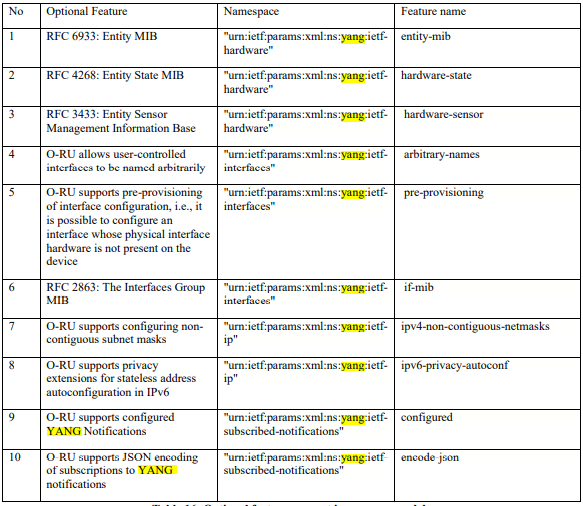 No Optional Feature Namespace Feature name
1 RFC 6933: Entity MIB "urn:ietf:params:xml:ns:yang:ietf- entity-mib
hardware"
2 RFC 4268: Entity State MIB "urn:ietf:params:xml:ns:yang:ietf- hardware-state
hardware"
3 RFC 3433: Entity Sensor "urn:ietf:params:xml:ns:yang:ietf- hardware-sensor
Management Information Base hardware"
4 O-RU allows user-controlled "urn:ietf:params:xml:ns:yang:ietf- arbitrary-names
interfaces to be named arbitrarily interfaces"
5 O-RU supports pre-provisioning "urn:ietf:params:xml:ns:yang:ietf- pre-provisioning
of interface configuration, i.e., it interfaces"
is possible to configure an
interface whose physical interface
hardware is not present on the
device
6 RFC 2863: The Interfaces Group "urn:ietf:params:xml:ns:yang:ietf- if-mib
MIB interfaces"
7 O-RU supports configuring non- "urn:ietf:params:xml:ns:yang:ietf- ipv4-non-contiguous-netmasks
contiguous subnet masks ip"
8 O-RU supports privacy "urn:ietf:params:xml:ns:yang:ietf- ipv6-privacy-autoconf
extensions for stateless address ip"
autoconfiguration in IPv6
9 O-RU supports configured "urn:ietf:params:xml:ns:yang:ietf- configured
YANG Notifications subscribed-notifications"
10 O-RU supports JSON encoding "urn:ietf:params:xml:ns:yang:ietf- encode-json
of subscriptions to YANG subscribed-notifications"
notifications